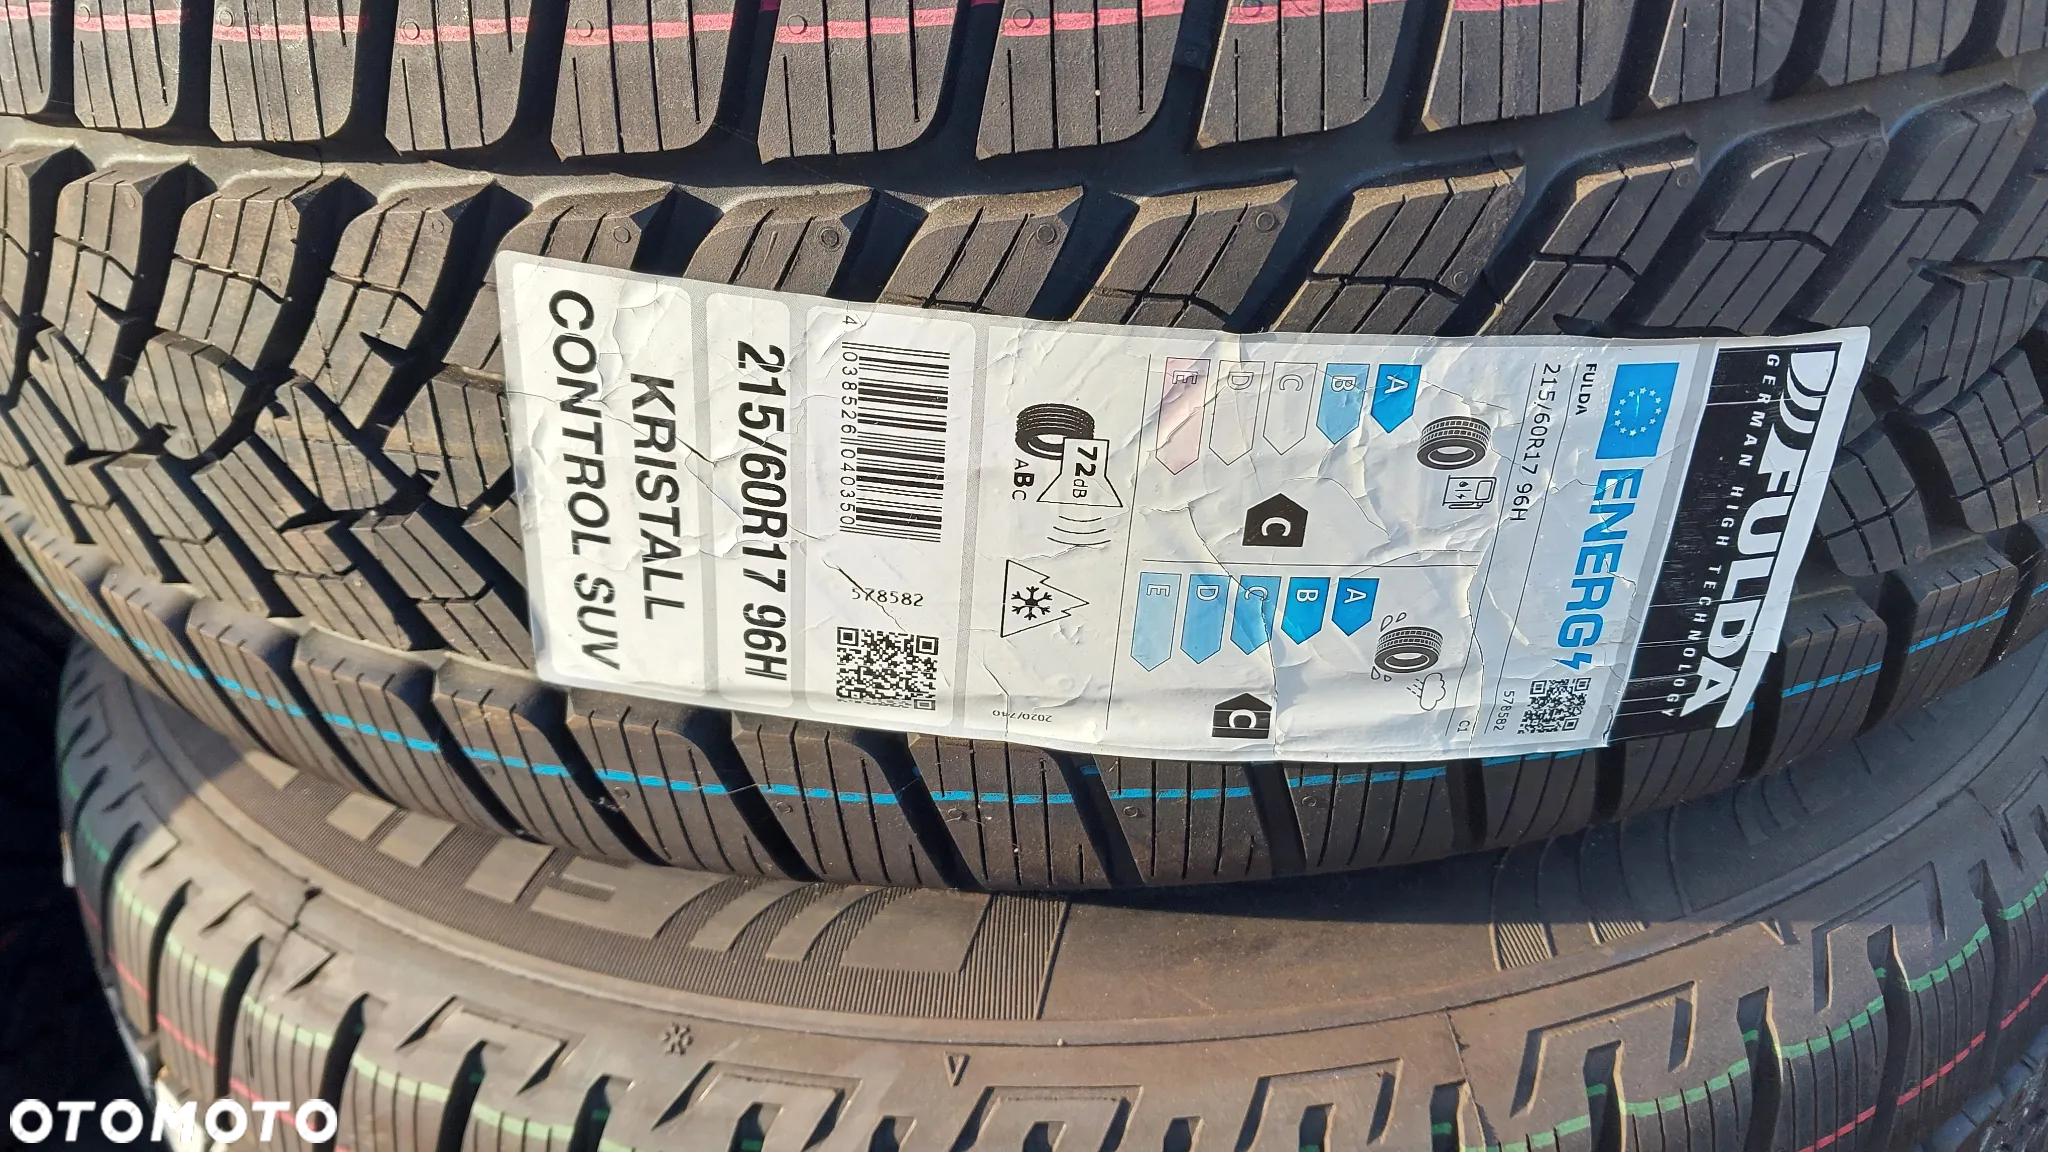 FULDA
GERMAN HIGH TECHNOLOGY
ENERG
FULDA
578582
215/60R17 96H
C1
A
B
C
D
E
C
A
B
C
D
E
C
72dB
ABC
2020/740
4 038526 040350
578582
215/60R17 96H
KRISTALL
CONTROL SUV
OTOMOTO